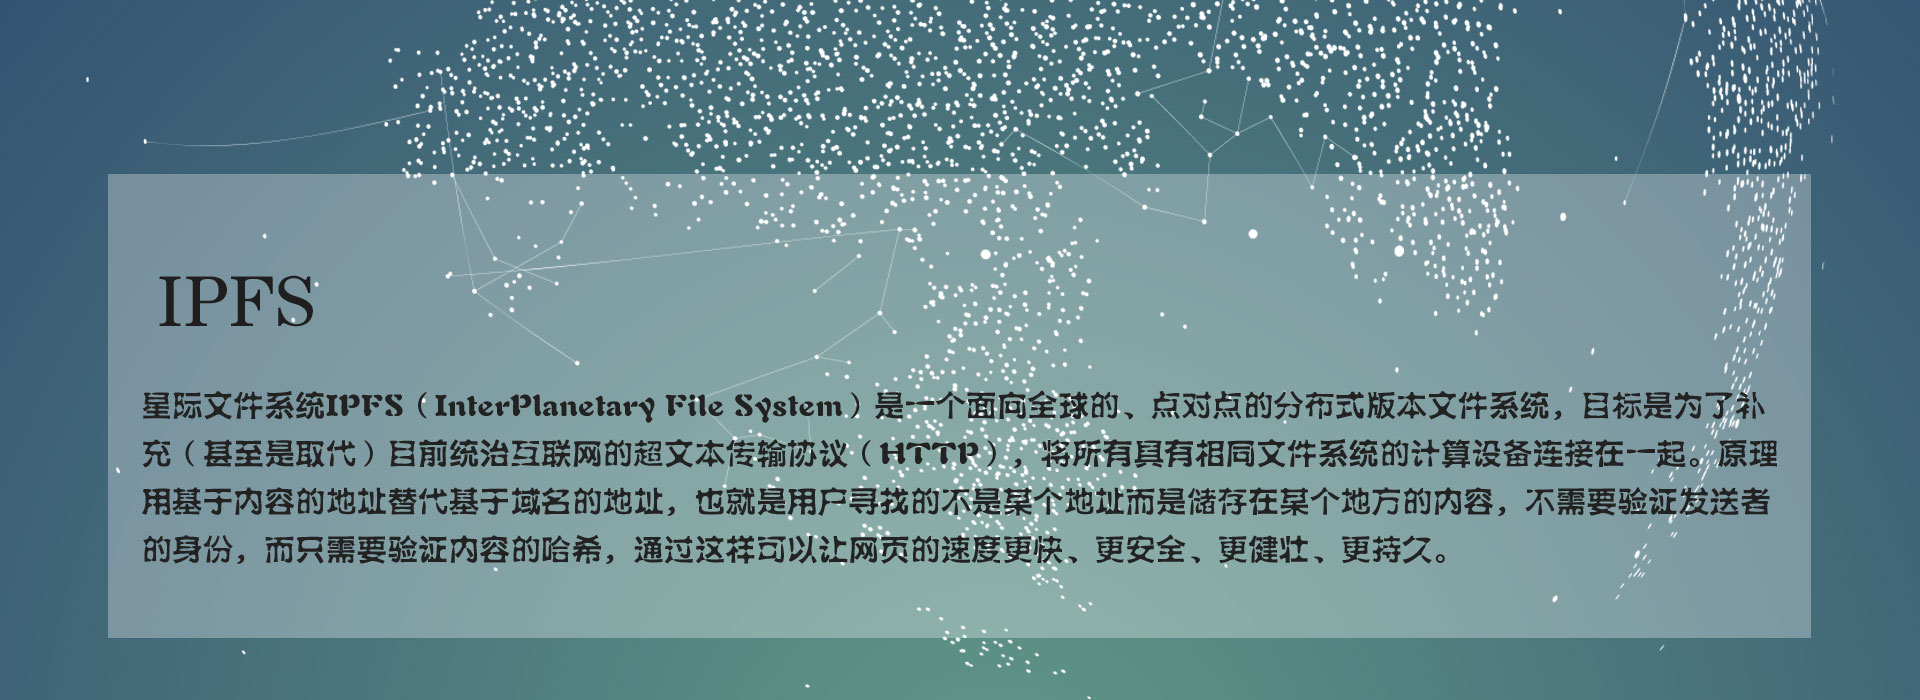 IPFS
星际文件系统IPFS（InterPlanetary File System）是一个面向全球的、点对点的分布式版本文件系统，目标是为了补
充（甚至是取代）目前统治互联网的超文本传输协议（HTTP），将所有具有相同文件系统的计算设备连接在一起。原理
用基于内容的地址替代基于域名的地址，也就是用户寻找的不是某个地址而是储存在某个地方的内容，不需要验证发送者
的身份，而只需要验证内容的哈希，通过这样可以让网页的速度更快、更安全、更健壮、更持久。